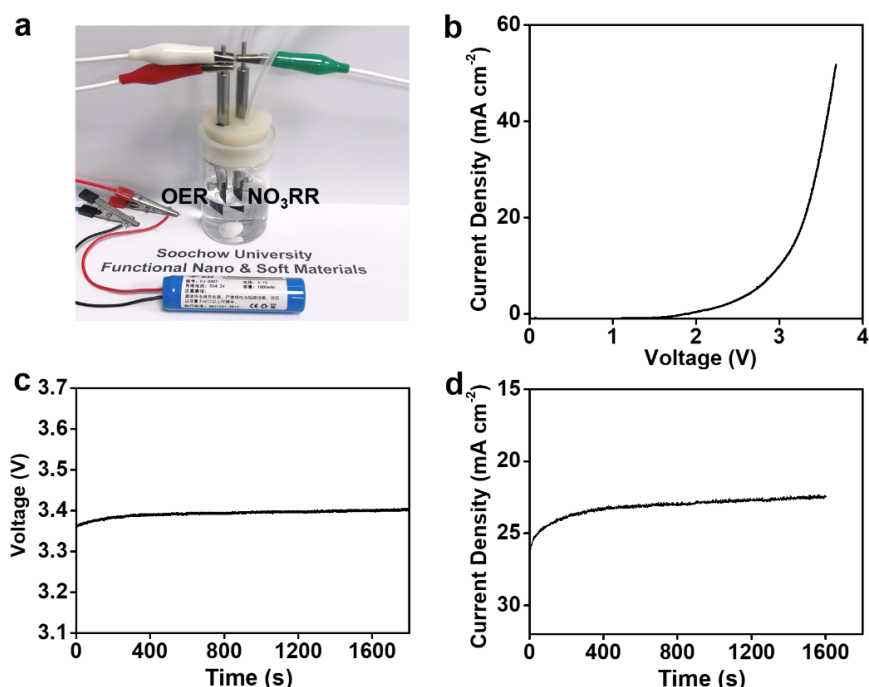 a
OER NO₃RR
Soochow University
Functional Nano & Soft Materials
b
Current Density (mA cm⁻²)
60
40
20
0
0 1 2 3 4
Voltage (V)
c
Voltage (V)
3.7
3.6
3.5
3.4
3.3
3.2
3.1
0 400 800 1200 1600
Time (s)
d
Current Density (mA cm⁻²)
15
20
25
30
0 400 800 1200 1600
Time (s)